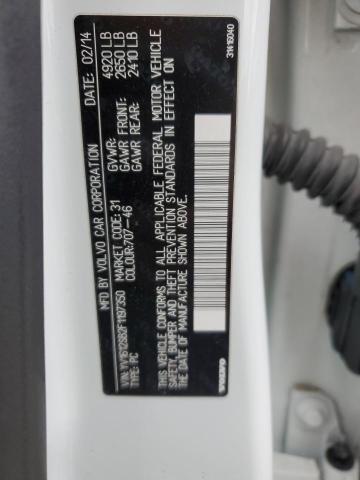 MFD BY VOLVO CAR CORPORATION DATE: 02/14
GVWR: 4920 LB
MARKET CODE: 31 GAWR FRONT: 2650 LB
COLOUR:707-46 GAWR REAR: 2410 LB
TYPE: PC
THIS VEHICLE CONFORMS TO ALL APPLICABLE FEDERAL MOTOR VEHICLE
SAFETY, BUMPER AND THEFT PREVENTION STANDARDS IN EFFECT ON
THE DATE OF MANUFACTURE SHOWN ABOVE.
VOLVO 31416040